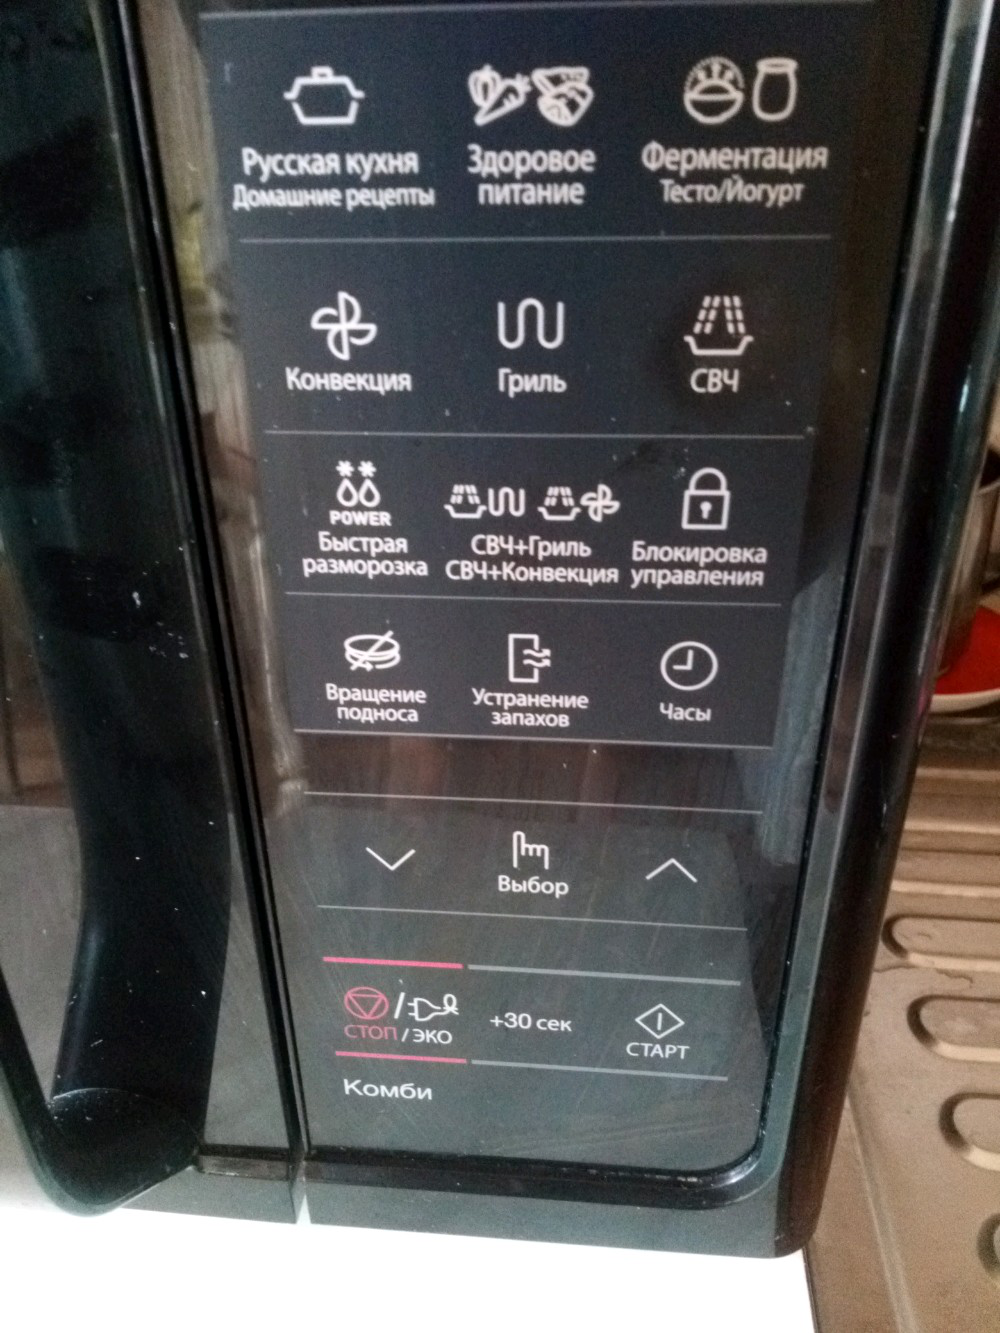 Русская кухня
Домашние рецепты
Здоровое
питание
Ферментация
Тесто/Йогурт
Конвекция
Гриль
СВЧ
POWER
Быстрая
разморозка
СВЧ+Гриль
СВЧ+Конвекция
Блокировка
управления
Вращение
подноса
Устранение
запахов
Часы
Выбор
СТОП/ЭКО
+30 сек
СТАРТ
Комби